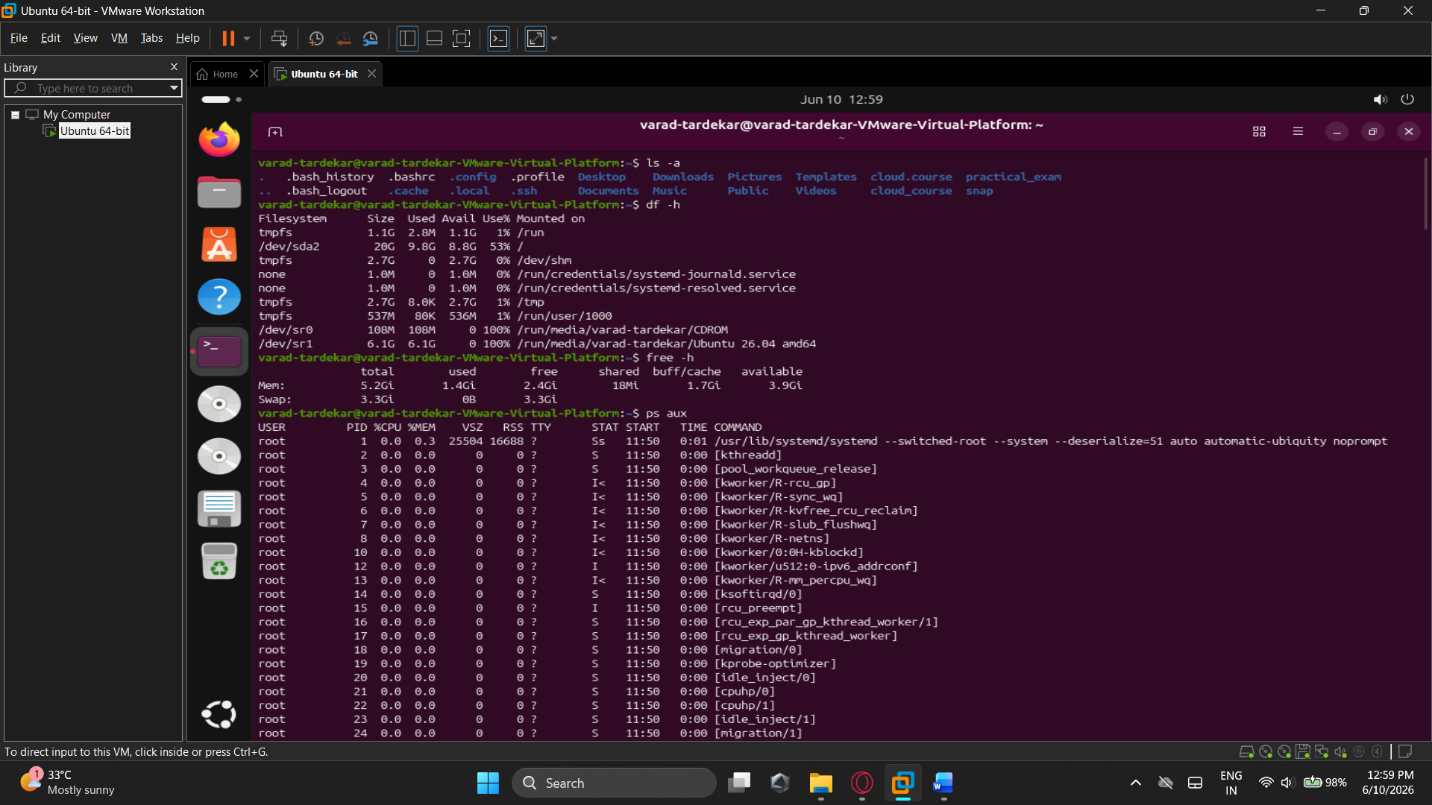 Ubuntu 64-bit - VMware Workstation
File Edit View VM Tabs Help
Library
Type here to search
My Computer
Ubuntu 64-bit
Home
Ubuntu 64-bit
Jun 10 12:59
varad-tardekar@varad-tardekar-VMware-Virtual-Platform: ~
~
varad-tardekar@varad-tardekar-VMware-Virtual-Platform:~$ ls -a
. .bash_history .bashrc .config .profile Desktop Downloads Pictures Templates cloud.course practical_exam
.. .bash_logout .cache .local .ssh Documents Music Public Videos cloud_course snap
varad-tardekar@varad-tardekar-VMware-Virtual-Platform:~$ df -h
Filesystem Size Used Avail Use% Mounted on
tmpfs 1.1G 2.8M 1.1G 1% /run
/dev/sda2 20G 9.8G 8.8G 53% /
tmpfs 2.7G 0 2.7G 0% /dev/shm
none 1.0M 0 1.0M 0% /run/credentials/systemd-journald.service
none 1.0M 0 1.0M 0% /run/credentials/systemd-resolved.service
tmpfs 2.7G 8.0K 2.7G 1% /tmp
tmpfs 537M 80K 536M 1% /run/user/1000
/dev/sr0 108M 108M 0 100% /run/media/varad-tardekar/CDROM
/dev/sr1 6.1G 6.1G 0 100% /run/media/varad-tardekar/Ubuntu 26.04 amd64
varad-tardekar@varad-tardekar-VMware-Virtual-Platform:~$ free -h
total used free shared buff/cache available
Mem: 5.2Gi 1.4Gi 2.4Gi 18Mi 1.7Gi 3.9Gi
Swap: 3.3Gi 0B 3.3Gi
varad-tardekar@varad-tardekar-VMware-Virtual-Platform:~$ ps aux
USER PID %CPU %MEM VSZ RSS TTY STAT START TIME COMMAND
root 1 0.0 0.3 25504 16688 ? Ss 11:50 0:01 /usr/lib/systemd/systemd --switched-root --system --deserialize=51 auto automatic-ubiquity noprompt
root 2 0.0 0.0 0 0 ? S 11:50 0:00 [kthreadd]
root 3 0.0 0.0 0 0 ? S 11:50 0:00 [pool_workqueue_release]
root 4 0.0 0.0 0 0 ? I< 11:50 0:00 [kworker/R-rcu_gp]
root 5 0.0 0.0 0 0 ? I< 11:50 0:00 [kworker/R-sync_wq]
root 6 0.0 0.0 0 0 ? I< 11:50 0:00 [kworker/R-kvfree_rcu_reclaim]
root 7 0.0 0.0 0 0 ? I< 11:50 0:00 [kworker/R-slub_flushwq]
root 8 0.0 0.0 0 0 ? I< 11:50 0:00 [kworker/R-netns]
root 10 0.0 0.0 0 0 ? I< 11:50 0:00 [kworker/0:0H-kblockd]
root 12 0.0 0.0 0 0 ? I 11:50 0:00 [kworker/u512:0-ipv6_addrconf]
root 13 0.0 0.0 0 0 ? I< 11:50 0:00 [kworker/R-mm_percpu_wq]
root 14 0.0 0.0 0 0 ? S 11:50 0:00 [ksoftirqd/0]
root 15 0.0 0.0 0 0 ? I 11:50 0:00 [rcu_preempt]
root 16 0.0 0.0 0 0 ? S 11:50 0:00 [rcu_exp_par_gp_kthread_worker/1]
root 17 0.0 0.0 0 0 ? S 11:50 0:00 [rcu_exp_gp_kthread_worker]
root 18 0.0 0.0 0 0 ? S 11:50 0:00 [migration/0]
root 19 0.0 0.0 0 0 ? S 11:50 0:00 [kprobe-optimizer]
root 20 0.0 0.0 0 0 ? S 11:50 0:00 [idle_inject/0]
root 21 0.0 0.0 0 0 ? S 11:50 0:00 [cpuhp/0]
root 22 0.0 0.0 0 0 ? S 11:50 0:00 [cpuhp/1]
root 23 0.0 0.0 0 0 ? S 11:50 0:00 [idle_inject/1]
root 24 0.0 0.0 0 0 ? S 11:50 0:00 [migration/1]
To direct input to this VM, click inside or press Ctrl+G.
1
33°C
Mostly sunny
Search
ENG
IN
98%
12:59 PM
6/10/2026